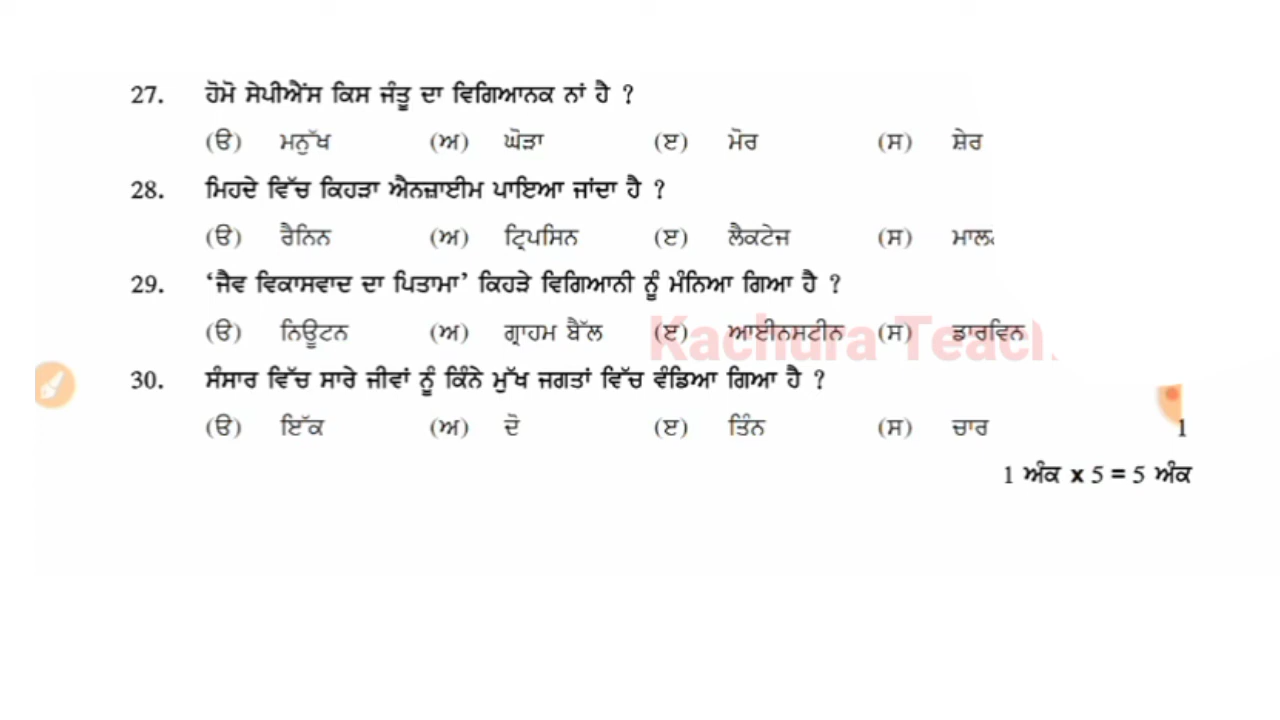 27. ਹੋਮੋ ਸੇਪੀਐਂਸ ਕਿਸ ਜੰਤੂ ਦਾ ਵਿਗਿਆਨਕ ਨਾਂ ਹੈ ?
(ੳ) ਮਨੁੱਖ (ਅ) ਘੋੜਾ (ੲ) ਮੋਰ (ਸ) ਸ਼ੇਰ
28. ਮਿਹਦੇ ਵਿੱਚ ਕਿਹੜਾ ਐਨਜ਼ਾਈਮ ਪਾਇਆ ਜਾਂਦਾ ਹੈ ?
(ੳ) ਰੈਨਿਨ (ਅ) ਟ੍ਰਿਪਸਿਨ (ੲ) ਲੈਕਟੇਜ (ਸ)
29. ‘ਜੈਵ ਵਿਕਾਸਵਾਦ ਦਾ ਪਿਤਾਮਾ’ ਕਿਹੜੇ ਵਿਗਿਆਨੀ ਨੂੰ ਮੰਨਿਆ ਗਿਆ ਹੈ ?
(ੳ) ਨਿਊਟਨ (ਅ) ਗ੍ਰਾਹਮ ਬੈੱਲ (ੲ) ਆਈਨਸਟੀਨ (ਸ) ਡਾਰਵਿਨ
Kachura
30. ਸੰਸਾਰ ਵਿੱਚ ਸਾਰੇ ਜੀਵਾਂ ਨੂੰ ਕਿੰਨੇ ਮੁੱਖ ਜਗਤਾਂ ਵਿੱਚ ਵੰਡਿਆ ਗਿਆ ਹੈ ?
(ੳ) ਇੱਕ (ਅ) ਦੋ (ੲ) ਤਿੰਨ (ਸ) ਚਾਰ 1
1 ਅੰਕ x 5 = 5 ਅੰਕ